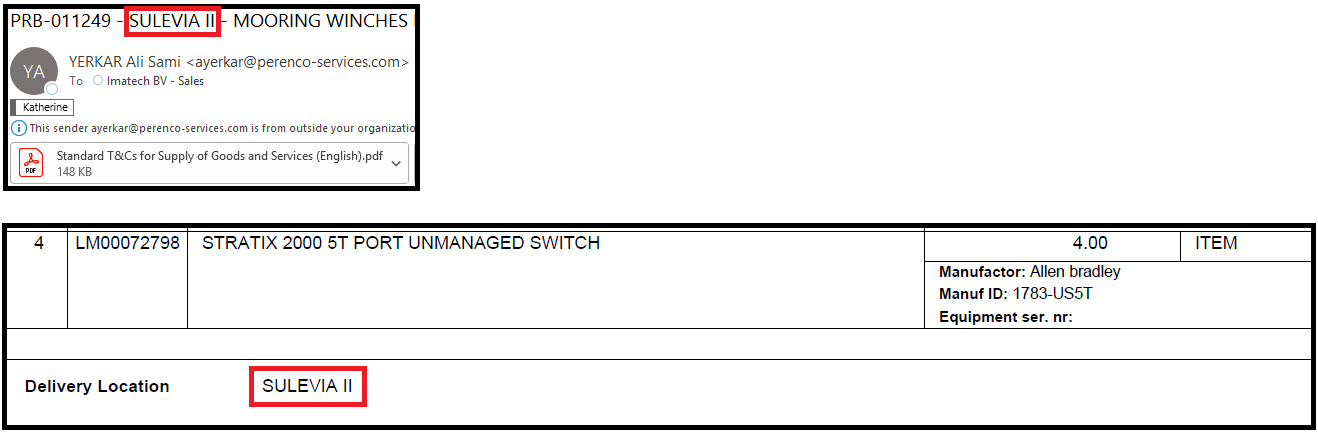 PRB-011249 - SULEVIA II - MOORING WINCHES
YA
YERKAR Ali Sami <ayerkar@perenco-services.com>
To Imatech BV - Sales
Katherine
This sender ayerkar@perenco-services.com is from outside your organizatio
Standard T&Cs for Supply of Goods and Services (English).pdf
PDF
148 KB
4 LM00072798 STRATIX 2000 5T PORT UNMANAGED SWITCH 4.00 ITEM
Manufactor: Allen bradley
Manuf ID: 1783-US5T
Equipment ser. nr:
Delivery Location SULEVIA II